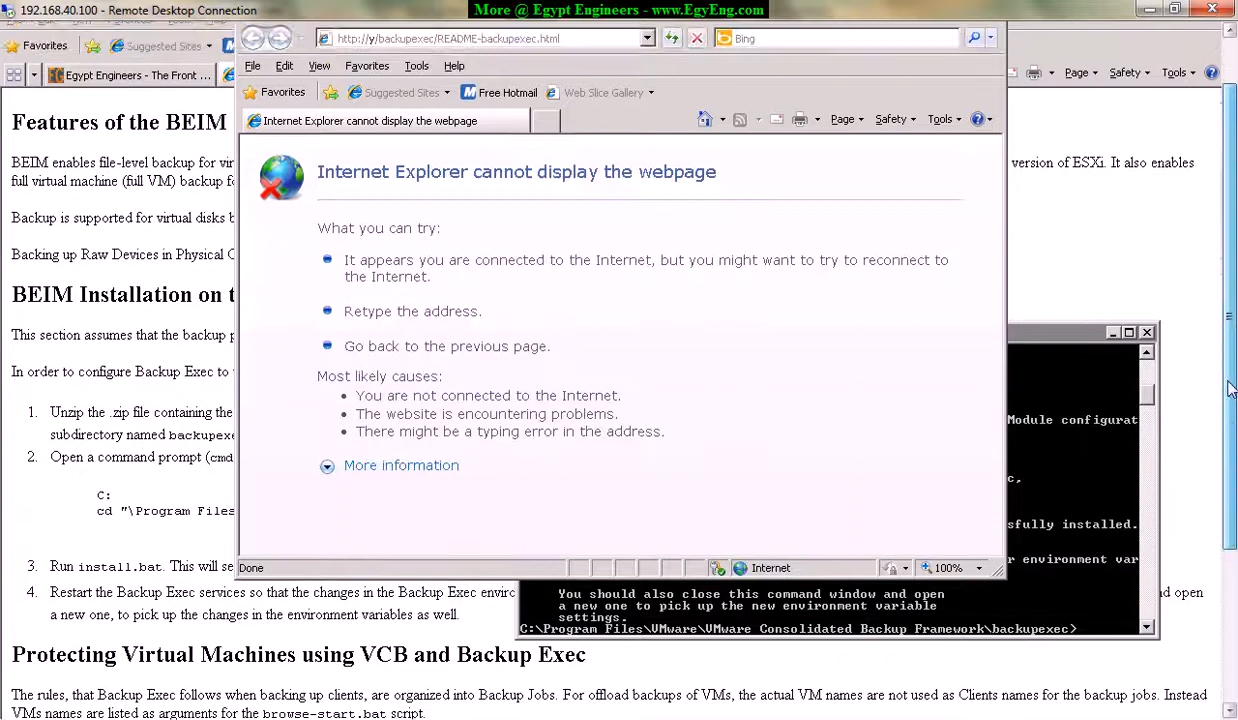 192.168.40.100 - Remote Desktop Connection
More @ Egypt Engineers - www.EgyEng.com
Favorites
Suggested Sites
Egypt Engineers - The Front ...
Page
Safety
Tools
http://y/backupexec/README-backupexec.html
Bing
File Edit View Favorites Tools Help
Favorites
Suggested Sites
Free Hotmail
Web Slice Gallery
Internet Explorer cannot display the webpage
Page
Safety
Tools
Internet Explorer cannot display the webpage
What you can try:
It appears you are connected to the Internet, but you might want to try to reconnect to
the Internet.
Retype the address.
Go back to the previous page.
Most likely causes:
• You are not connected to the Internet.
• The website is encountering problems.
• There might be a typing error in the address.
More information
Done
Internet
100%
Features of the BEIM
BEIM enables file-level backup for
version of ESXi. It also enables
full virtual machine (full VM) backup
Backup is supported for virtual disks
Backing up Raw Devices in Physical
BEIM Installation on
This section assumes that the backup
In order to configure Backup Exec to
1. Unzip the .zip file containing the
subdirectory named
2. Open a command prompt
C:
cd "\Program Files
3. Run install.bat. This will
4. Restart the Backup Exec services so that the changes in the Backup Exec
and open
a new one, to pick up the changes in the environment variables as well.
Module
installed.
environment
You should also close this command window and open
a new one to pick up the new environment variable
settings.
C:\Program Files\VMware\VMware Consolidated Backup Framework\backupexec>
Protecting Virtual Machines using VCB and Backup Exec
The rules, that Backup Exec follows when backing up clients, are organized into Backup Jobs. For offload backups of VMs, the actual VM names are not used as Clients names for the backup jobs. Instead
VMs names are listed as arguments for the browse-start.bat script.